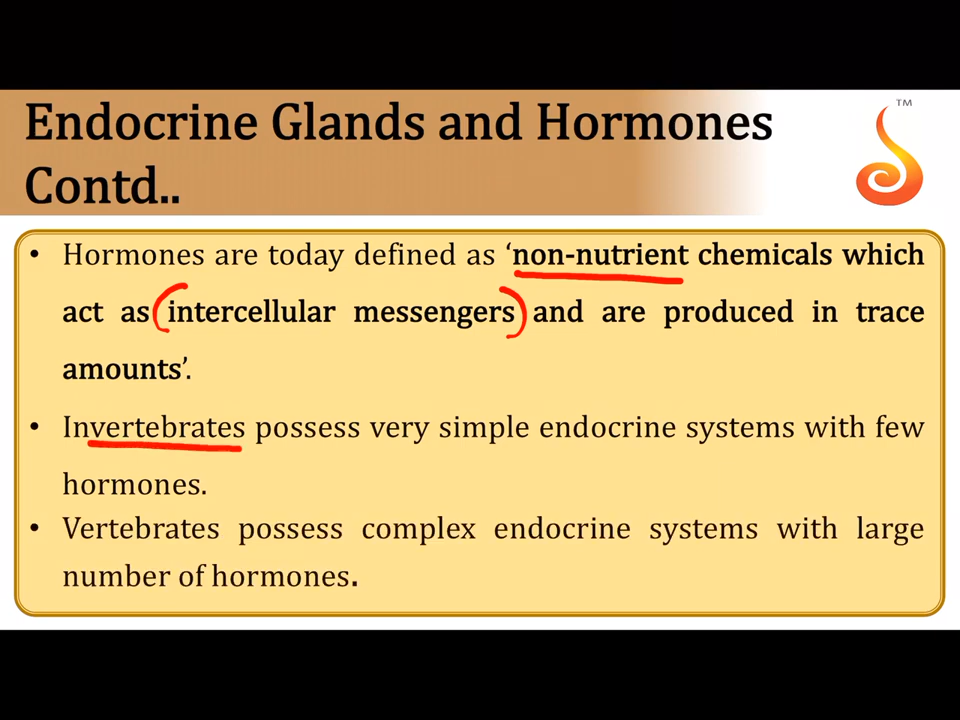 Endocrine Glands and Hormones
Contd..
TM
• Hormones are today defined as ‘non-nutrient chemicals which
act as intercellular messengers and are produced in trace
amounts’.
• Invertebrates possess very simple endocrine systems with few
hormones.
• Vertebrates possess complex endocrine systems with large
number of hormones.